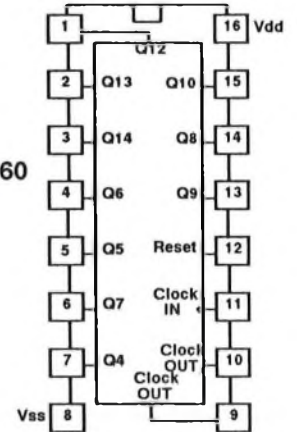 1 16 Vdd
Q12
2 Q13 Q10 15
3 Q14 Q8 14
60
4 Q6 Q9 13
5 Q5 Reset 12
6 Q7 Clock IN 11
7 Q4 Clock OUT 10
Clock OUT
Vss 8 9